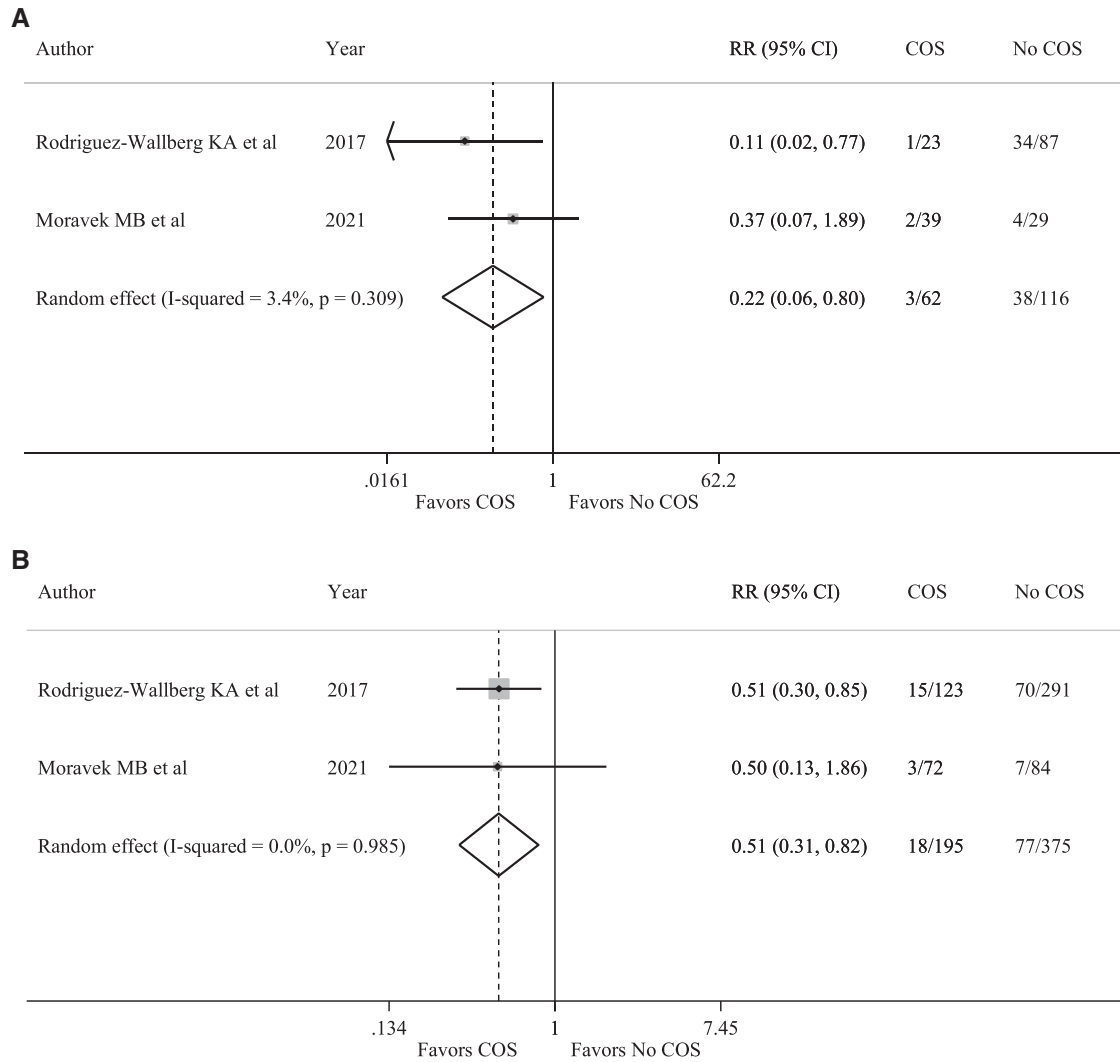 A
Author Year RR (95% CI) COS No COS
Rodriguez-Wallberg KA et al 2017 0.11 (0.02, 0.77) 1/23 34/87
Moravek MB et al 2021 0.37 (0.07, 1.89) 2/39 4/29
Random effect (I-squared = 3.4%, p = 0.309) 0.22 (0.06, 0.80) 3/62 38/116
.0161 1 62.2
Favors COS Favors No COS
B
Author Year RR (95% CI) COS No COS
Rodriguez-Wallberg KA et al 2017 0.51 (0.30, 0.85) 15/123 70/291
Moravek MB et al 2021 0.50 (0.13, 1.86) 3/72 7/84
Random effect (I-squared = 0.0%, p = 0.985) 0.51 (0.31, 0.82) 18/195 77/375
.134 1 7.45
Favors COS Favors No COS